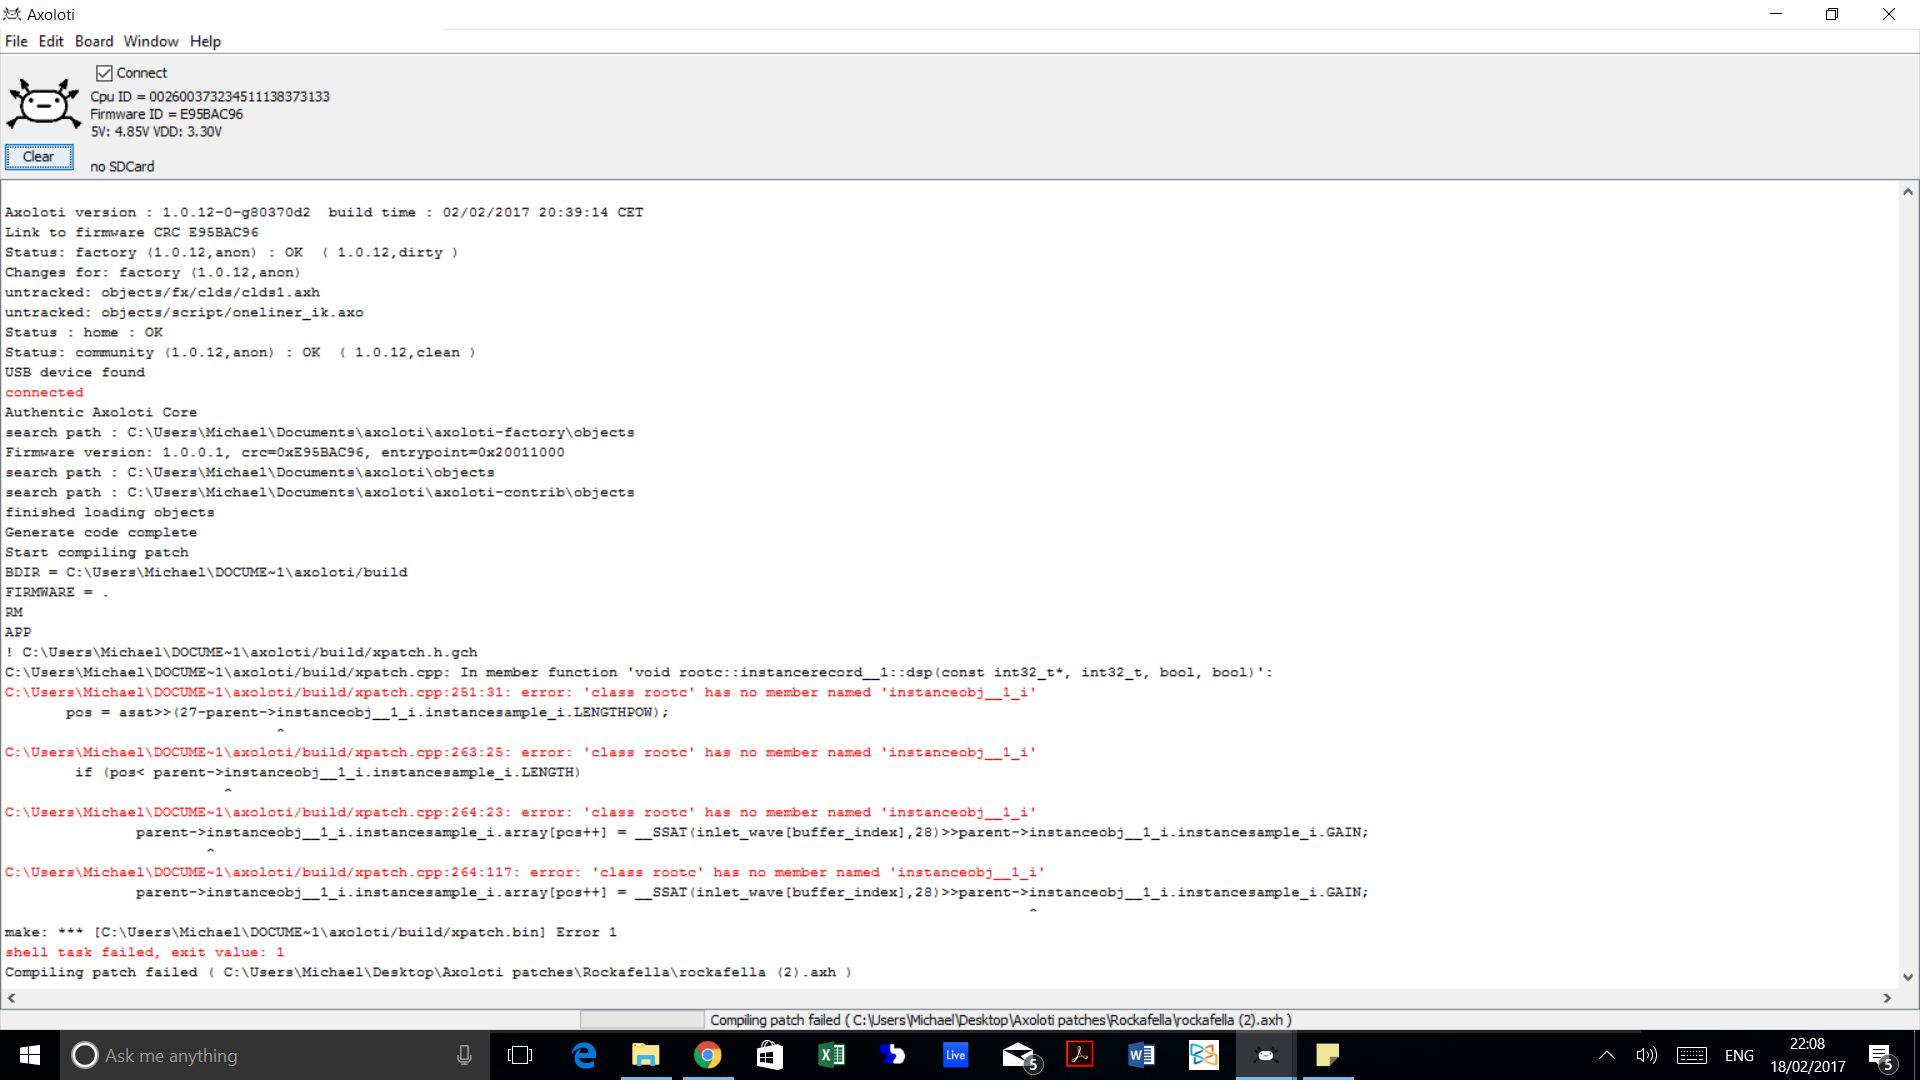 Axoloti
File Edit Board Window Help
Connect
Cpu ID = 002600373234511138373133
Firmware ID = E95BAC96
5V: 4.85V VDD: 3.30V
Clear
no SDCard
Axoloti version : 1.0.12-0-g80370d2  build time : 02/02/2017 20:39:14 CET
Link to firmware CRC E95BAC96
Status: factory (1.0.12,anon) : OK  ( 1.0.12,dirty )
Changes for: factory (1.0.12,anon)
untracked: objects/fx/clds/clds1.axh
untracked: objects/script/oneliner_ik.axo
Status : home : OK
Status: community (1.0.12,anon) : OK  ( 1.0.12,clean )
USB device found
connected
Authentic Axoloti Core
search path : C:\Users\Michael\Documents\axoloti\axoloti-factory\objects
Firmware version: 1.0.0.1, crc=0xE95BAC96, entrypoint=0x20011000
search path : C:\Users\Michael\Documents\axoloti\objects
search path : C:\Users\Michael\Documents\axoloti\axoloti-contrib\objects
finished loading objects
Generate code complete
Start compiling patch
BDIR = C:\Users\Michael\DOCUME~1\axoloti/build
FIRMWARE = .
RM
APP
! C:\Users\Michael\DOCUME~1\axoloti/build/xpatch.h.gch
C:\Users\Michael\DOCUME~1\axoloti/build/xpatch.cpp: In member function 'void rootc::instancerecord__1::dsp(const int32_t*, int32_t, bool, bool)':
C:\Users\Michael\DOCUME~1\axoloti/build/xpatch.cpp:251:31: error: 'class rootc' has no member named 'instanceobj__1_i'
pos = asat>>(27-parent->instanceobj__1_i.instancesample_i.LENGTHPOW);
^
C:\Users\Michael\DOCUME~1\axoloti/build/xpatch.cpp:263:25: error: 'class rootc' has no member named 'instanceobj__1_i'
if (pos< parent->instanceobj__1_i.instancesample_i.LENGTH)
^
C:\Users\Michael\DOCUME~1\axoloti/build/xpatch.cpp:264:23: error: 'class rootc' has no member named 'instanceobj__1_i'
parent->instanceobj__1_i.instancesample_i.array[pos++] = __SSAT(inlet_wave[buffer_index],28)>>parent->instanceobj__1_i.instancesample_i.GAIN;
^
C:\Users\Michael\DOCUME~1\axoloti/build/xpatch.cpp:264:117: error: 'class rootc' has no member named 'instanceobj__1_i'
parent->instanceobj__1_i.instancesample_i.array[pos++] = __SSAT(inlet_wave[buffer_index],28)>>parent->instanceobj__1_i.instancesample_i.GAIN;
^
make: *** [C:\Users\Michael\DOCUME~1\axoloti/build/xpatch.bin] Error 1
shell task failed, exit value: 1
Compiling patch failed ( C:\Users\Michael\Desktop\Axoloti patches\Rockafella\rockafella (2).axh )
Compiling patch failed ( C:\Users\Michael\Desktop\Axoloti patches\Rockafella\rockafella (2).axh )
Ask me anything
Live
5
ENG
22:08
18/02/2017
5